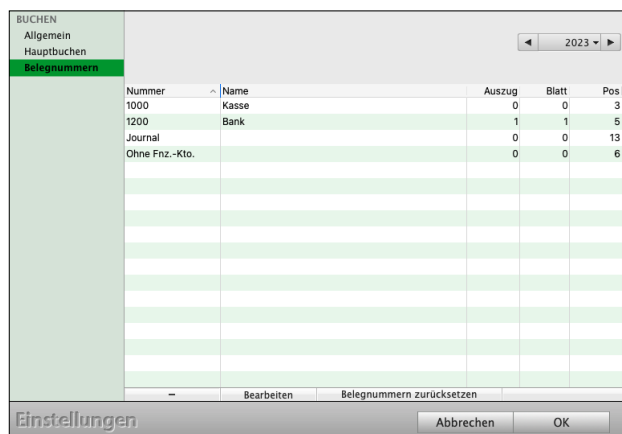 BUCHEN
Allgemein
Hauptbuchen
Belegnummern
2023
Nummer Name Auszug Blatt Pos
1000 Kasse 0 0 3
1200 Bank 1 1 5
Journal 0 0 13
Ohne Fnz.-Kto. 0 0 6
– Bearbeiten Belegnummern zurücksetzen
Einstellungen Abbrechen OK